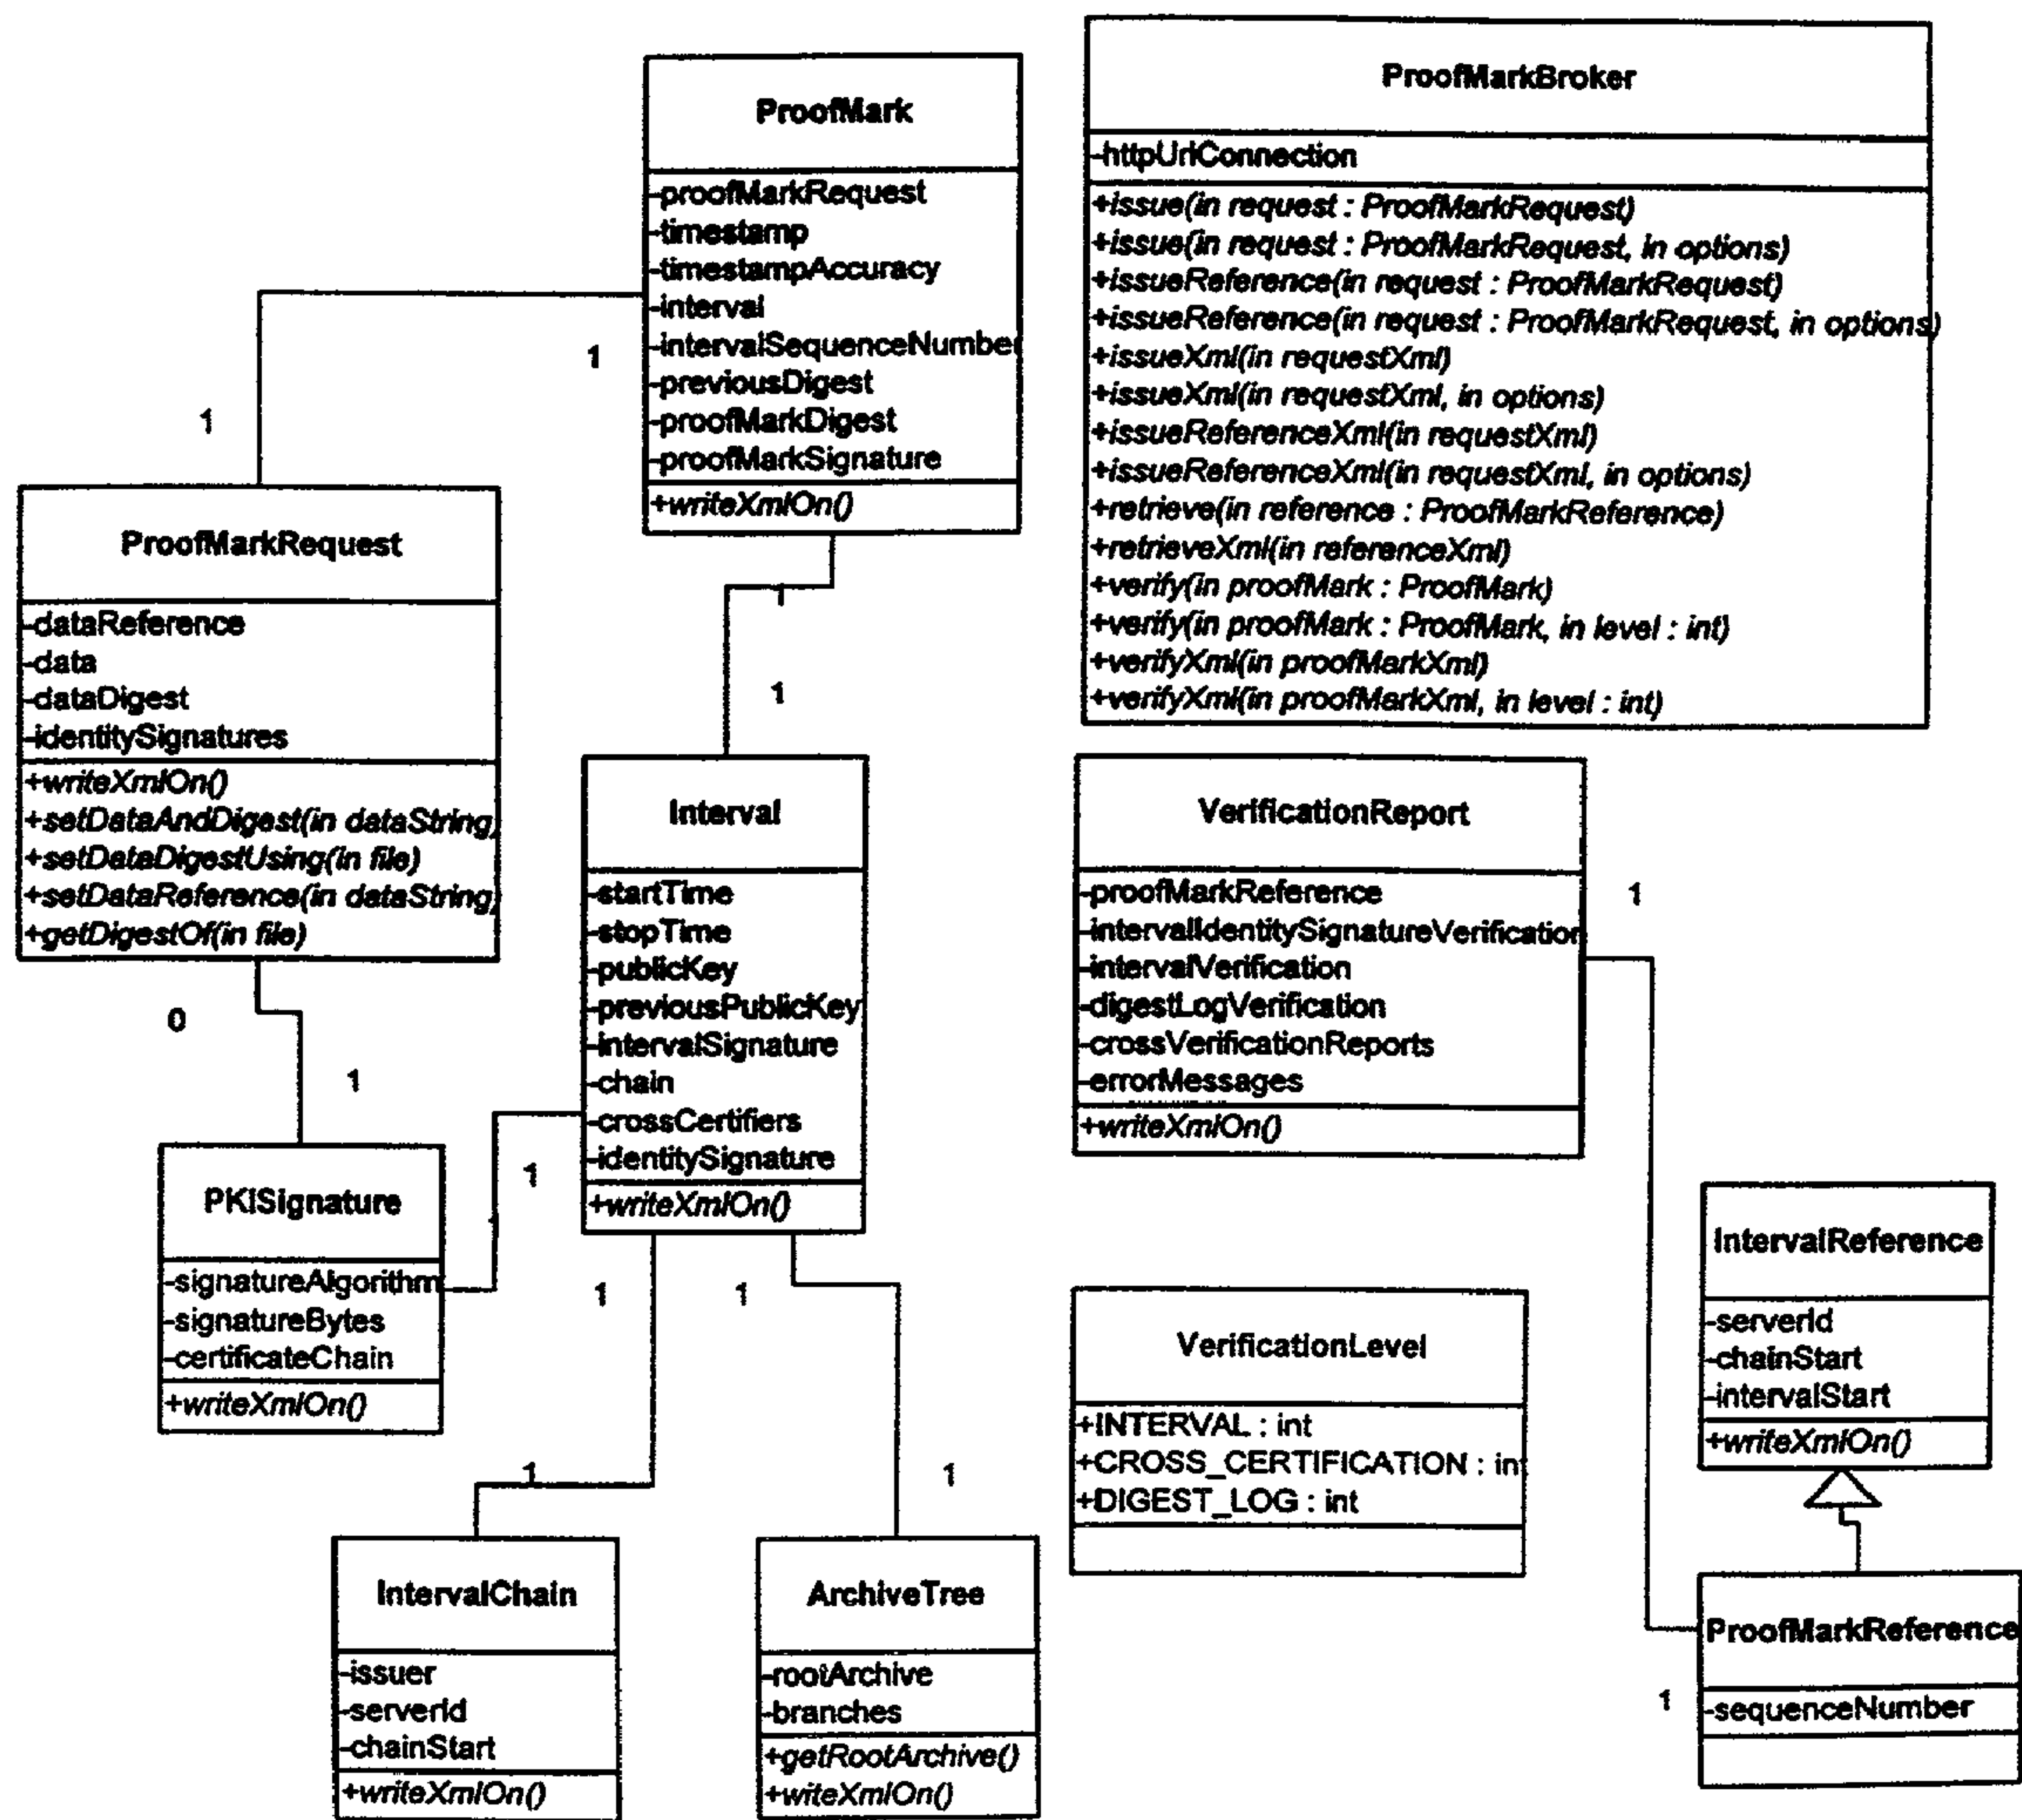 ProofMark
-proofMarkRequest
-timestamp
-timestampAccuracy
-interval
-intervalSequenceNumber
-previousDigest
-proofMarkDigest
-proofMarkSignature
+writeXmlOn()
ProofMarkBroker
-httpUrlConnection
+issue(in request : ProofMarkRequest)
+issue(in request : ProofMarkRequest, in options)
+issueReference(in request : ProofMarkRequest)
+issueReference(in request : ProofMarkRequest, in options)
+issueXml(in requestXml)
+issueXml(in requestXml, in options)
+issueReferenceXml(in requestXml)
+issueReferenceXml(in requestXml, in options)
+retrieve(in reference : ProofMarkReference)
+retrieveXml(in referenceXml)
+verify(in proofMark : ProofMark)
+verify(in proofMark : ProofMark, in level : int)
+verifyXml(in proofMarkXml)
+verifyXml(in proofMarkXml, in level : int)
1
1
ProofMarkRequest
-dataReference
-data
-dataDigest
-identitySignatures
+writeXmlOn()
+setDataAndDigest(in dataString)
+setDataDigestUsing(in file)
+setDataReference(in dataString)
+getDigestOf(in file)
1
1
Interval
-startTime
-stopTime
-publicKey
-previousPublicKey
-intervalSignature
-chain
-crossCertifiers
-identitySignature
+writeXmlOn()
VerificationReport
-proofMarkReference
-intervalIdentitySignatureVerification
-intervalVerification
-digestLogVerification
-crossVerificationReports
-errorMessages
+writeXmlOn()
1
0
1
PKISignature
-signatureAlgorithm
-signatureBytes
-certificateChain
+writeXmlOn()
1
1
1
IntervalReference
-serverId
-chainStart
-intervalStart
+writeXmlOn()
VerificationLevel
+INTERVAL : int
+CROSS_CERTIFICATION : int
+DIGEST_LOG : int
1
1
IntervalChain
-issuer
-serverId
-chainStart
+writeXmlOn()
ArchiveTree
-rootArchive
-branches
+getRootArchive()
+witeXmlOn()
ProofMarkReference
-sequenceNumber
1